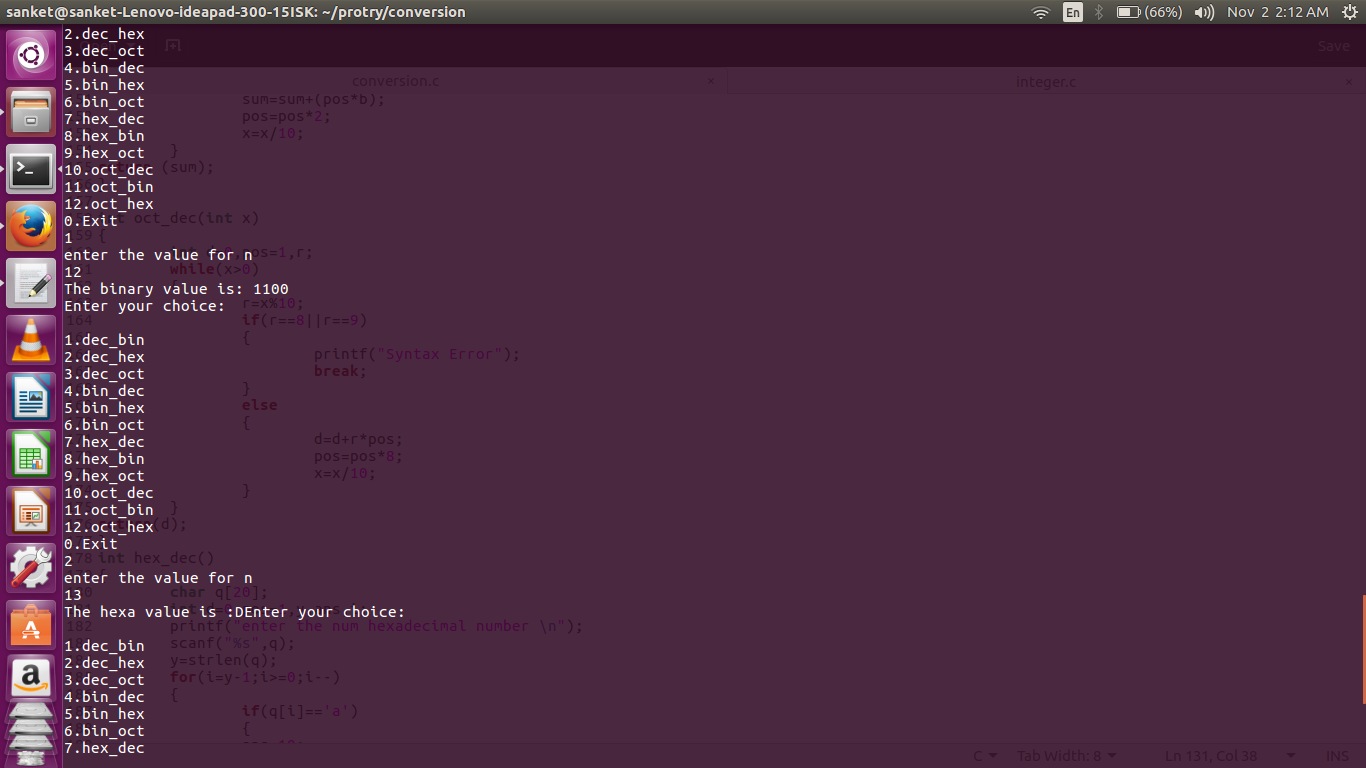 sanket@sanket-Lenovo-ideapad-300-15ISK: ~/protry/conversion
En
(66%)
Nov 2 2:12 AM
2.dec_hex
3.dec_oct
4.bin_dec
5.bin_hex
6.bin_oct
7.hex_dec
8.hex_bin
9.hex_oct
10.oct_dec
11.oct_bin
12.oct_hex
0.Exit
1
enter the value for n
12
The binary value is: 1100
Enter your choice:
1.dec_bin
2.dec_hex
3.dec_oct
4.bin_dec
5.bin_hex
6.bin_oct
7.hex_dec
8.hex_bin
9.hex_oct
10.oct_dec
11.oct_bin
12.oct_hex
0.Exit
2
enter the value for n
13
The hexa value is :DEnter your choice:
1.dec_bin
2.dec_hex
3.dec_oct
4.bin_dec
5.bin_hex
6.bin_oct
7.hex_dec
Save
conversion.c
integer.c
sum=sum+(pos*b);
pos=pos*2;
x=x/10;
}
(sum);
oct_dec(int x)
{
pos=1,r;
while(x>0)
r=x%10;
164 if(r==8||r==9)
{
printf("Syntax Error");
break;
}
else
{
d=d+r*pos;
pos=pos*8;
x=x/10;
}
}
(d);
int hex_dec()
char q[20];
182 printf("enter the num hexadecimal number \n");
scanf("%s",q);
y=strlen(q);
for(i=y-1;i>=0;i--)
{
if(q[i]=='a')
{
C
Tab Width: 8
Ln 131, Col 38
INS